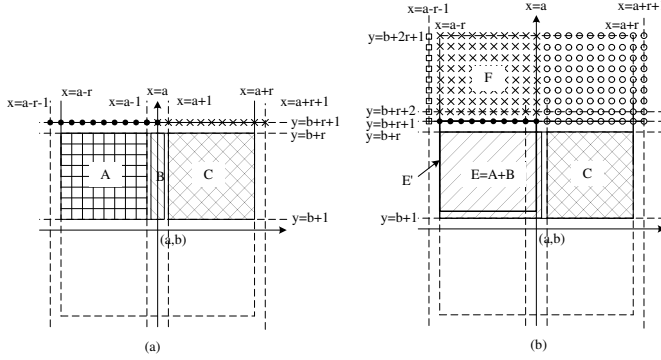 x=a-r-1
x=a-r
x=a-1
x=a
x=a+1
x=a+r
x=a+r+1
y=b+r+1
y=b+r
A
B
C
y=b+1
(a,b)
(a)
x=a-r-1
x=a
x=a+r+
x=a-r
x=a+r
y=b+2r+1
F
y=b+r+2
y=b+r+1
y=b+r
E'
E=A+B
C
y=b+1
(a,b)
(b)